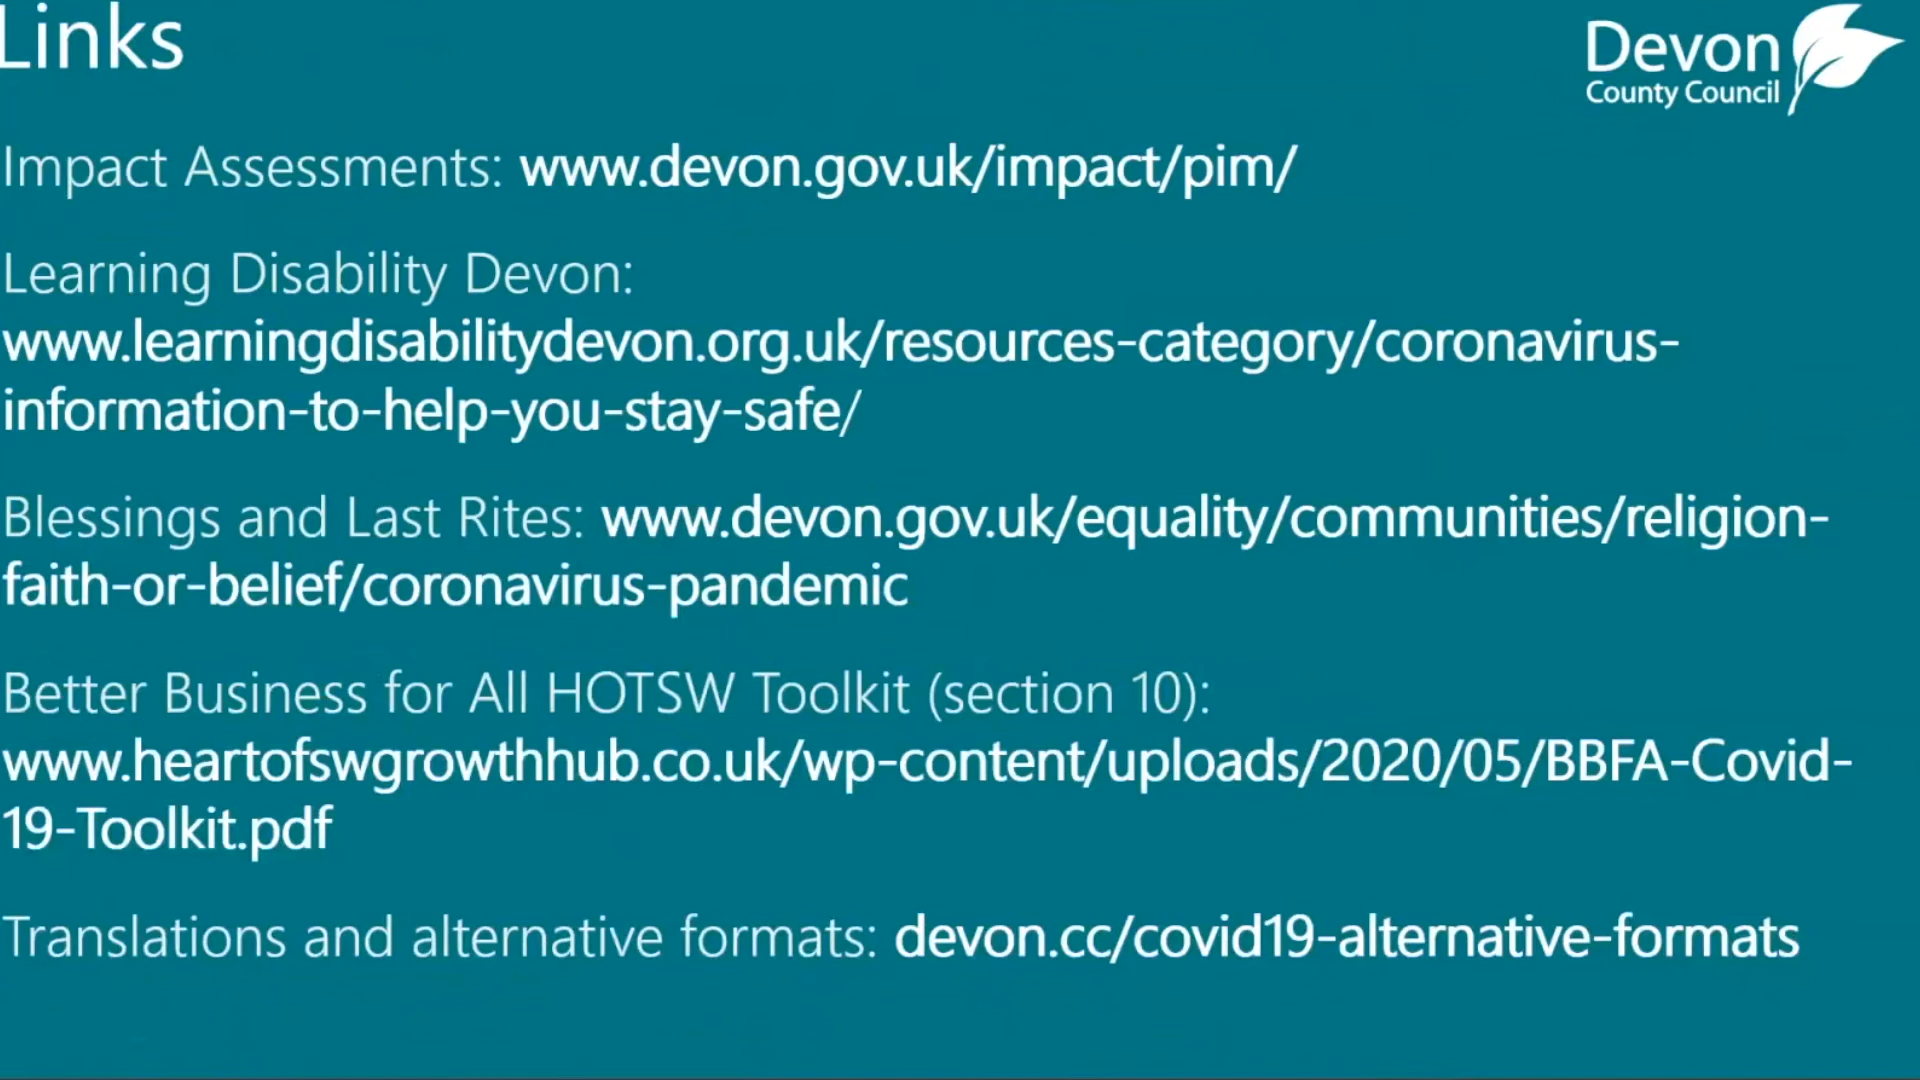 Links
Devon
County Council
Impact Assessments: www.devon.gov.uk/impact/pim/
Learning Disability Devon:
www.learningdisabilitydevon.org.uk/resources-category/coronavirus-
information-to-help-you-stay-safe/
Blessings and Last Rites: www.devon.gov.uk/equality/communities/religion-
faith-or-belief/coronavirus-pandemic
Better Business for All HOTSW Toolkit (section 10):
www.heartofswgrowthhub.co.uk/wp-content/uploads/2020/05/BBFA-Covid-
19-Toolkit.pdf
Translations and alternative formats: devon.cc/covid19-alternative-formats